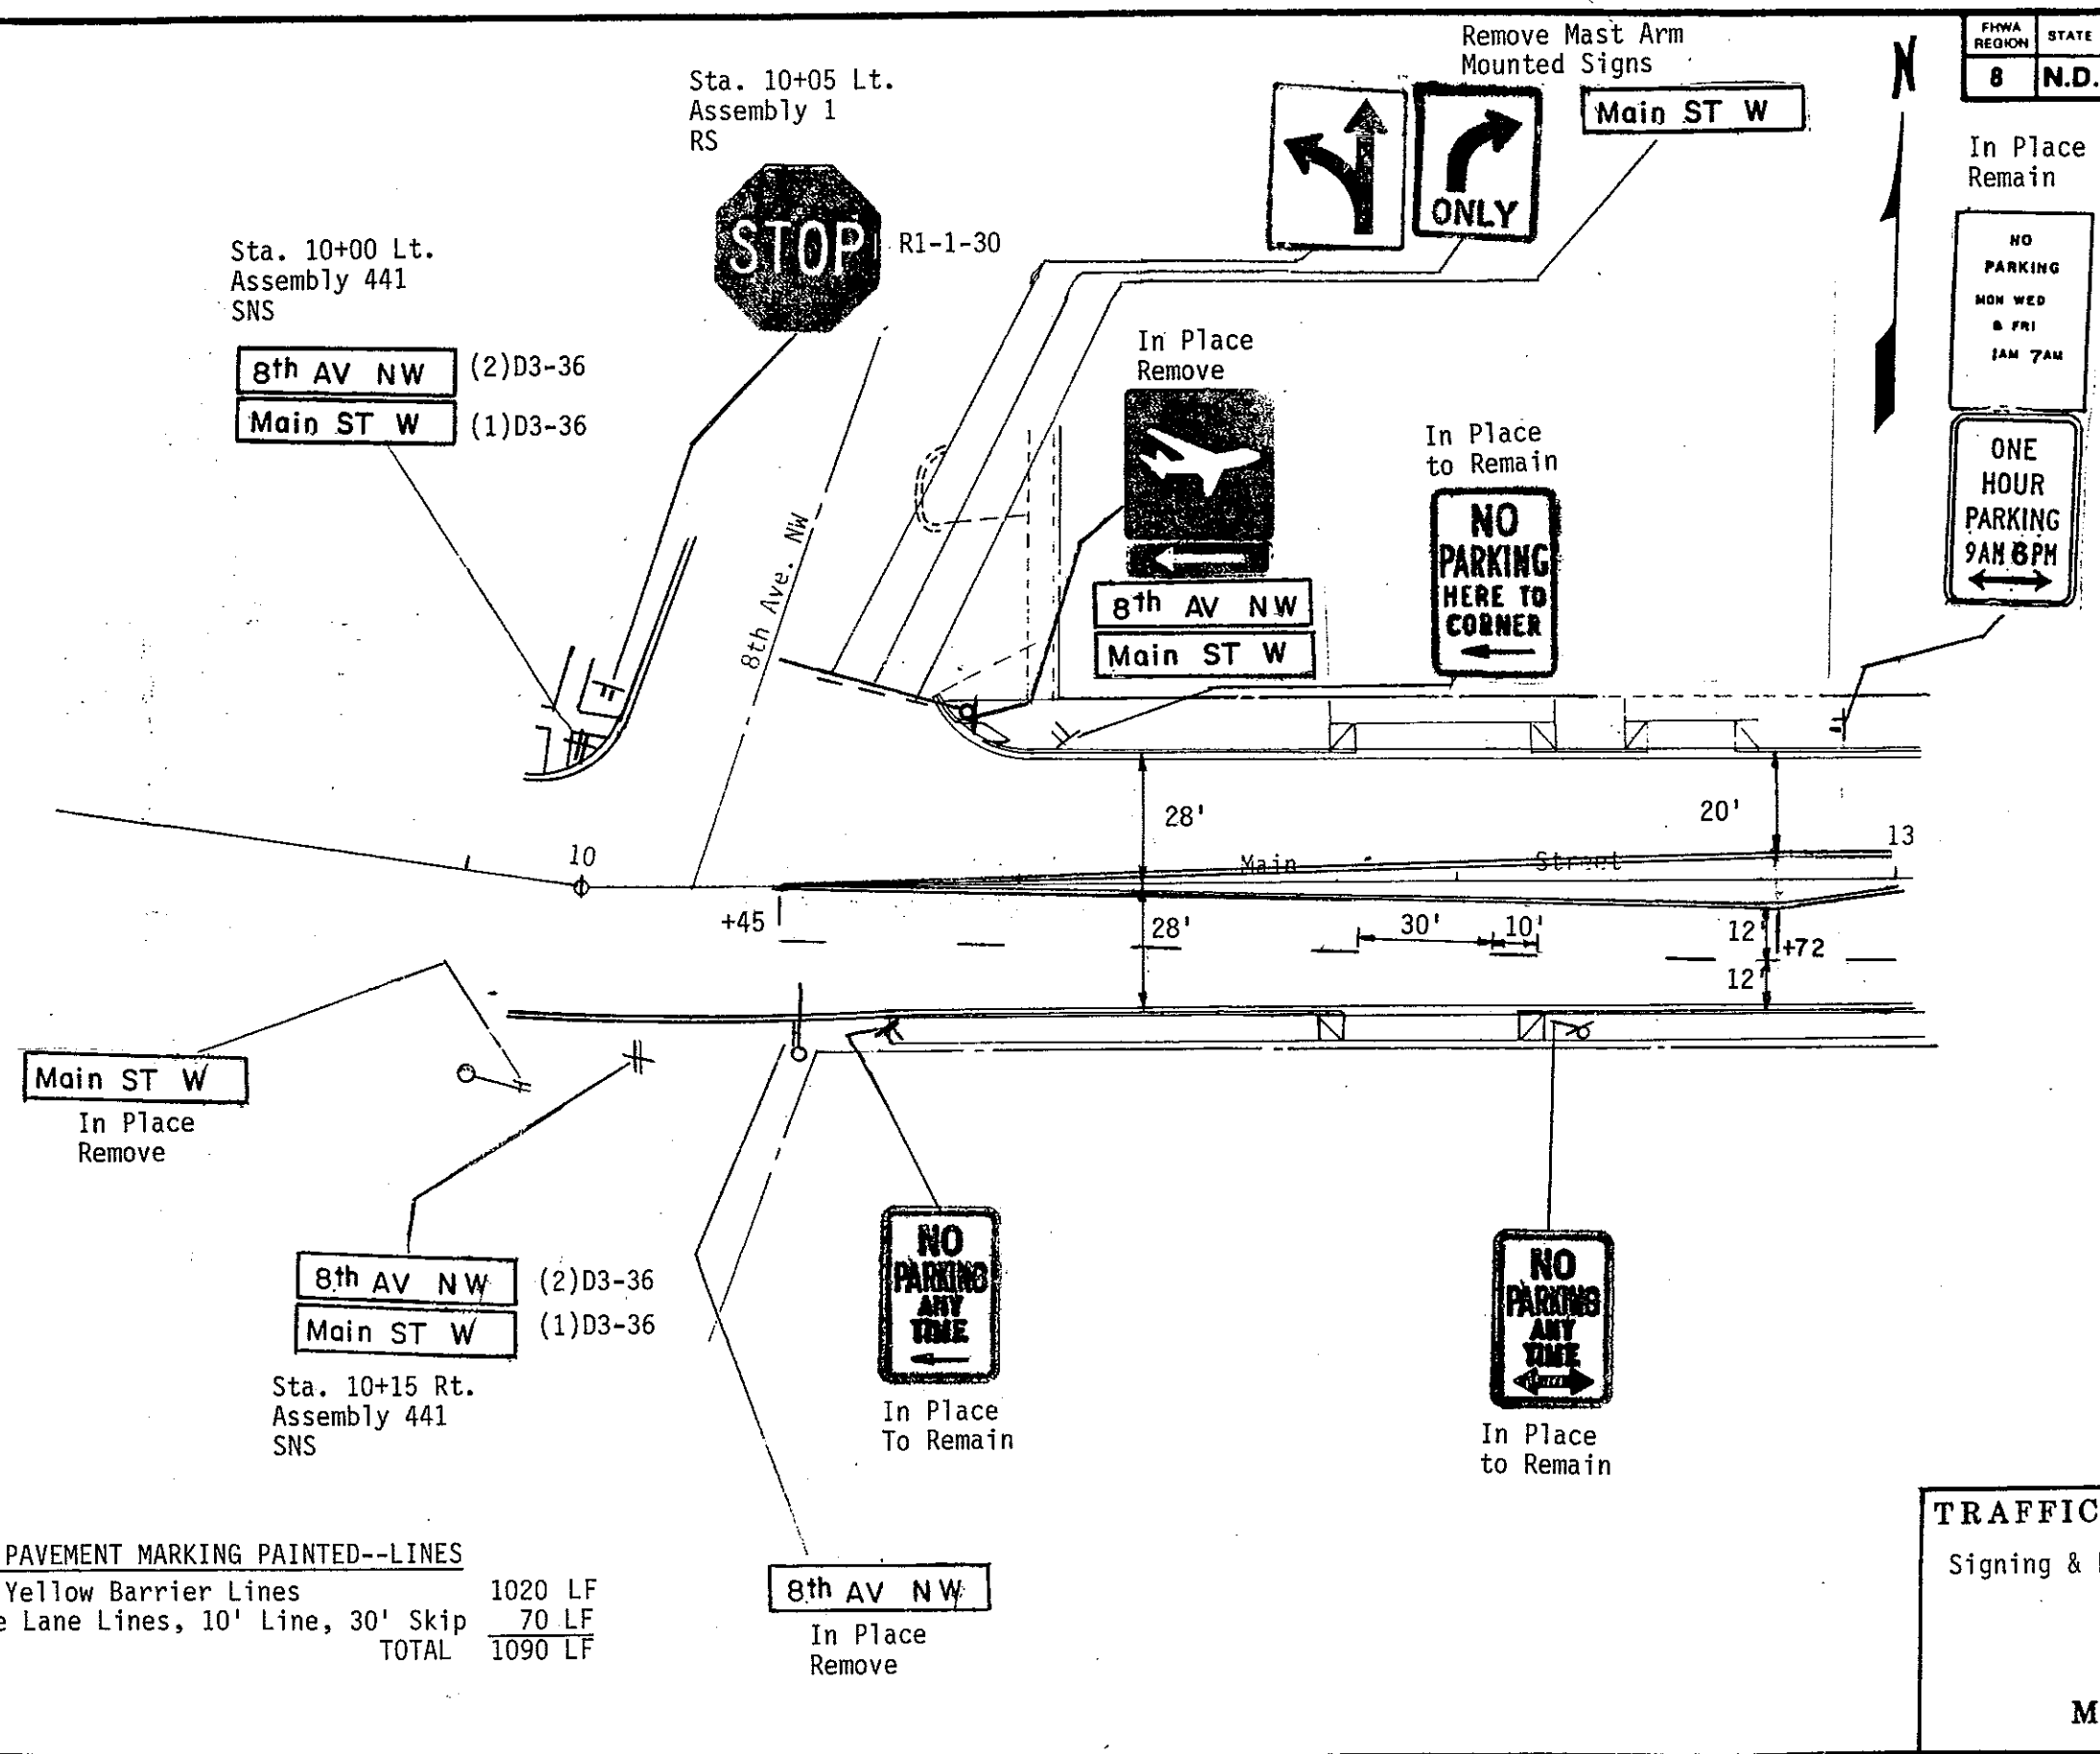 FHWA REGION STATE
8 N.D.
N
Remove Mast Arm
Mounted Signs
ONLY
Main ST W
In Place
Remain
NO
PARKING
MON WED
& FRI
1AM 7AM
ONE
HOUR
PARKING
9AM 6PM
Sta. 10+05 Lt.
Assembly 1
RS
STOP
R1-1-30
Sta. 10+00 Lt.
Assembly 441
SNS
8th AV NW (2)D3-36
Main ST W (1)D3-36
In Place
Remove
8th AV NW
Main ST W
In Place
to Remain
NO
PARKING
HERE TO
CORNER
8th Ave. NW
28'
20'
13
10
Main Street
+45
28'
30'
10'
12'
+72
12'
Main ST W
In Place
Remove
8th AV NW (2)D3-36
Main ST W (1)D3-36
Sta. 10+15 Rt.
Assembly 441
SNS
NO
PARKING
ANY
TIME
In Place
To Remain
NO
PARKING
ANY
TIME
In Place
to Remain
8th AV NW
In Place
Remove
PAVEMENT MARKING PAINTED--LINES
Yellow Barrier Lines 1020 LF
e Lane Lines, 10' Line, 30' Skip 70 LF
TOTAL 1090 LF
TRAFFIC
Signing &
M